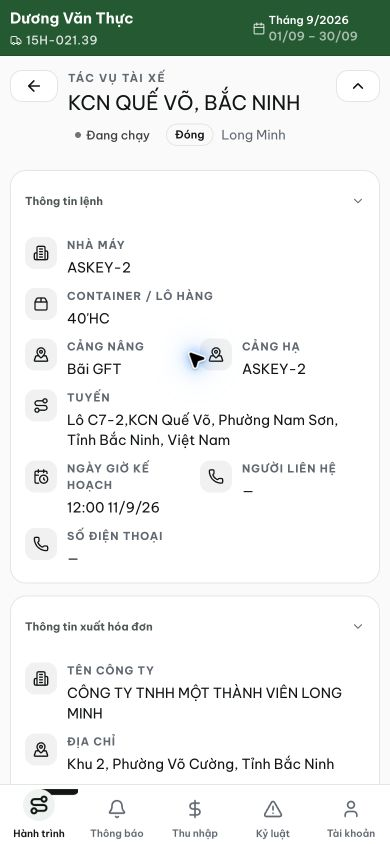 Dương Văn Thực
15H-021.39
Tháng 9/2026
01/09 – 30/09
TÁC VỤ TÀI XẾ
KCN QUẾ VÕ, BẮC NINH
Đang chạy
Đóng
Long Minh
Thông tin lệnh
NHÀ MÁY
ASKEY-2
CONTAINER / LÔ HÀNG
40'HC
CẢNG NÂNG
Bãi GFT
CẢNG HẠ
ASKEY-2
TUYẾN
Lô C7-2,KCN Quế Võ, Phường Nam Sơn,
Tỉnh Bắc Ninh, Việt Nam
NGÀY GIỜ KẾ
HOẠCH
12:00 11/9/26
NGƯỜI LIÊN HỆ
—
SỐ ĐIỆN THOẠI
—
Thông tin xuất hóa đơn
TÊN CÔNG TY
CÔNG TY TNHH MỘT THÀNH VIÊN LONG
MINH
ĐỊA CHỈ
Khu 2, Phường Võ Cường, Tỉnh Bắc Ninh
Hành trình
Thông báo
Thu nhập
Kỷ luật
Tài khoản